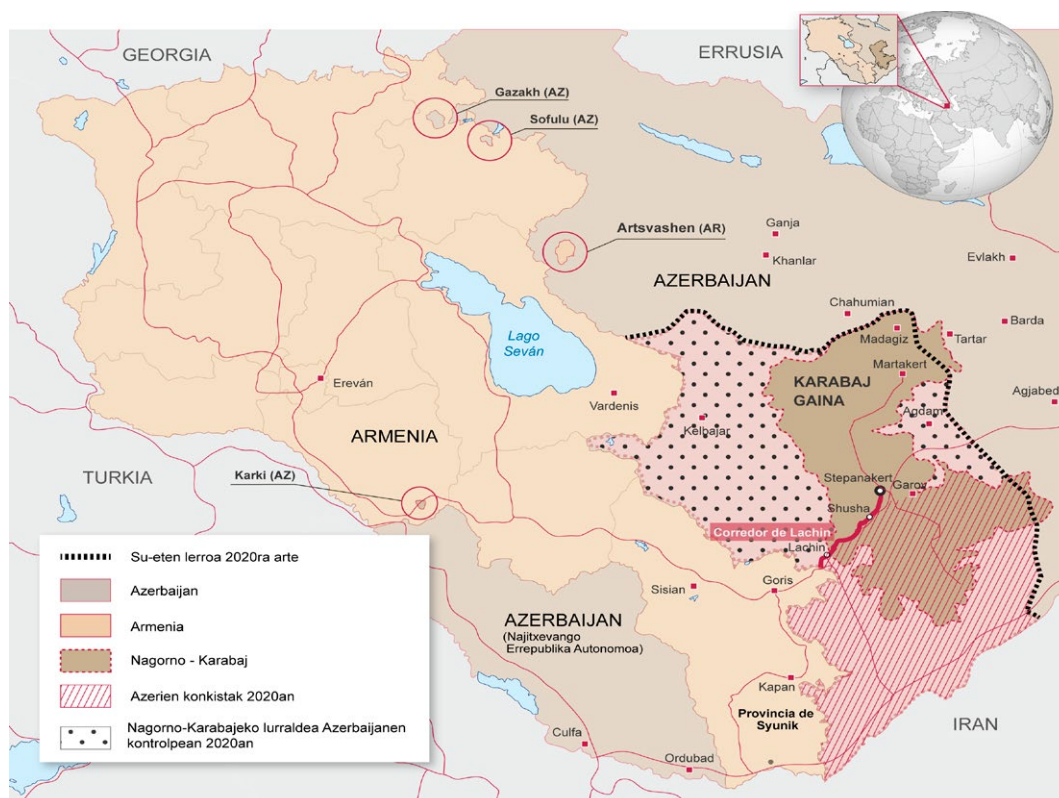 GEORGIA
ERRUSIA
Gazakh (AZ)
Sofulu (AZ)
Artsvashen (AR)
Ganja
Khanlar
Evlakh
AZERBAIJAN
Chahumian
Barda
Madagiz
Tartar
Lago
Seván
Martakert
KARABAJ
GAINA
Ereván
Vardenis
Agjabed
Kelbajar
Agdam
ARMENIA
TURKIA
Karki (AZ)
Stepanakert
Garov
Shusha
Corredor de Lachin
Lachin
Sisian
Goris
AZERBAIJAN
(Najitxevango
Errepublika Autonomoa)
Kapan
Provincia de
Syunik
IRAN
Culfa
Ordubad
Su-eten lerroa 2020ra arte
Azerbaijan
Armenia
Nagorno - Karabaj
Azerien konkistak 2020an
Nagorno-Karabajeko lurraldea Azerbaijanen
kontrolpean 2020an